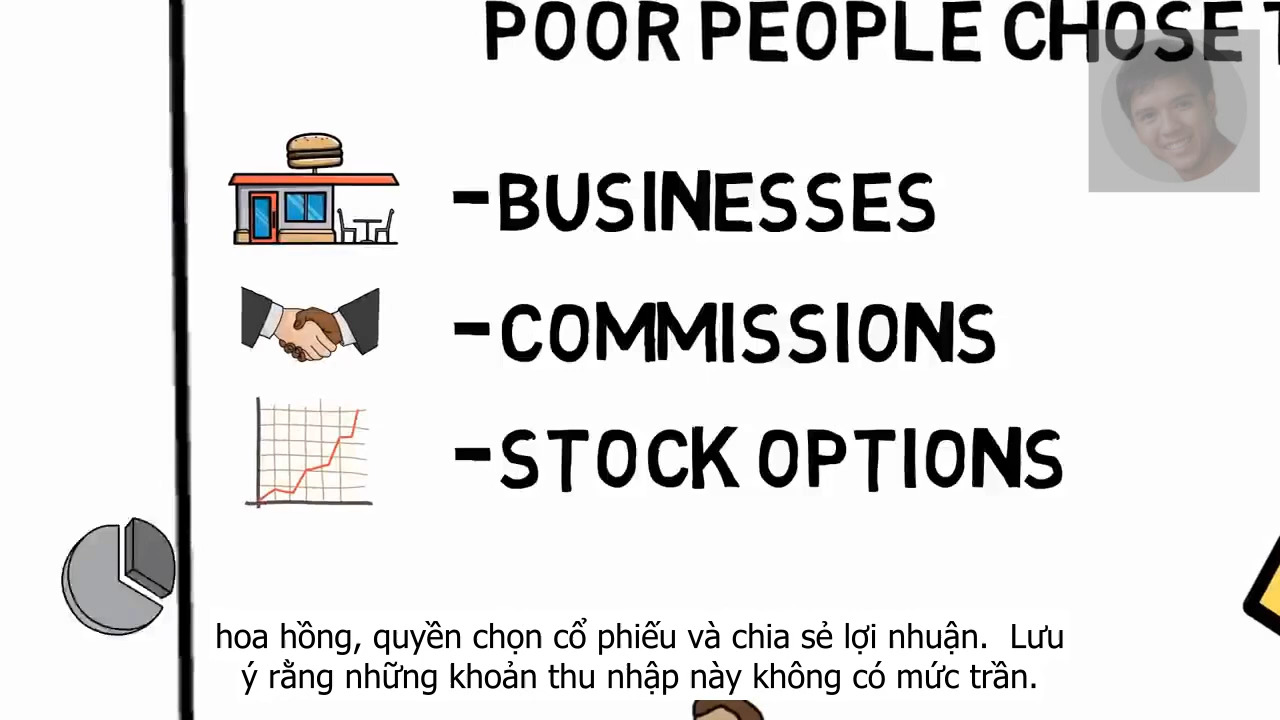 POOR PEOPLE CHOSE
-BUSINESSES
-COMMISSIONS
-STOCK OPTIONS
hoa hồng, quyền chọn cổ phiếu và chia sẻ lợi nhuận. Lưu
ý rằng những khoản thu nhập này không có mức trần.